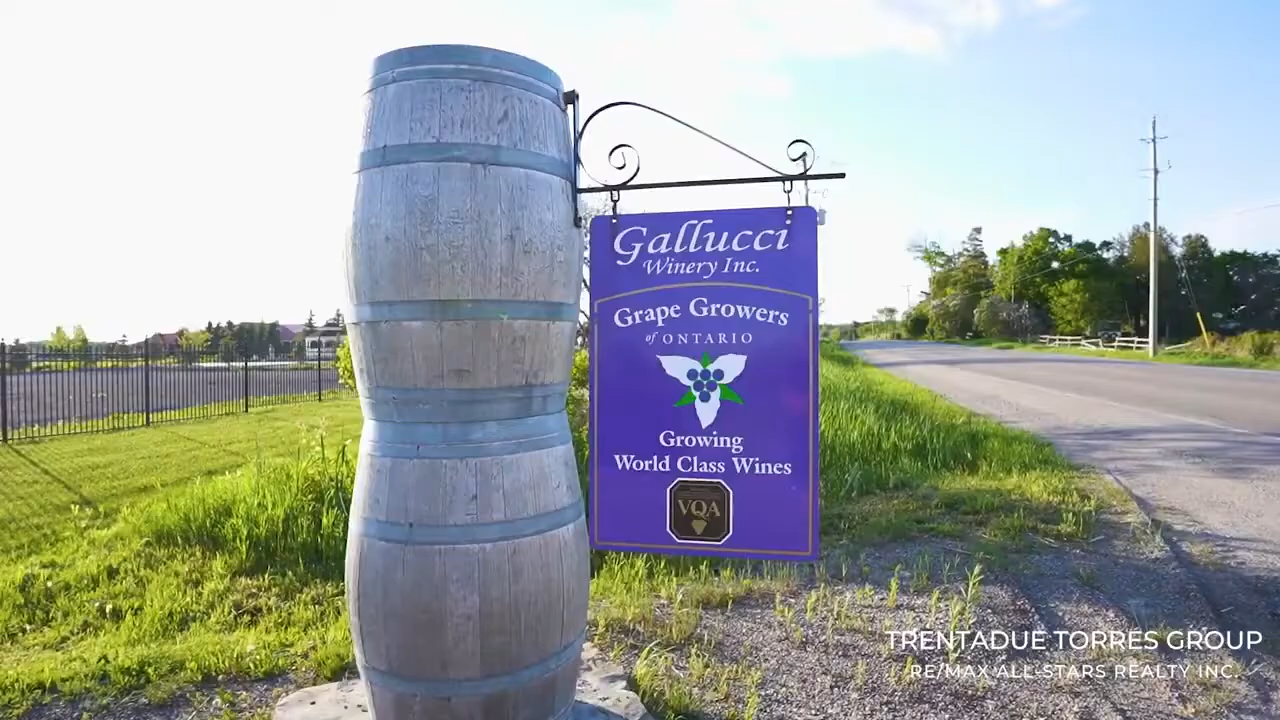 Gallucci
Winery Inc.
Grape Growers
of ONTARIO
Growing
World Class Wines
VQA
TRENTADUE TORRES GROUP
RE/MAX ALL-STARS REALTY INC.